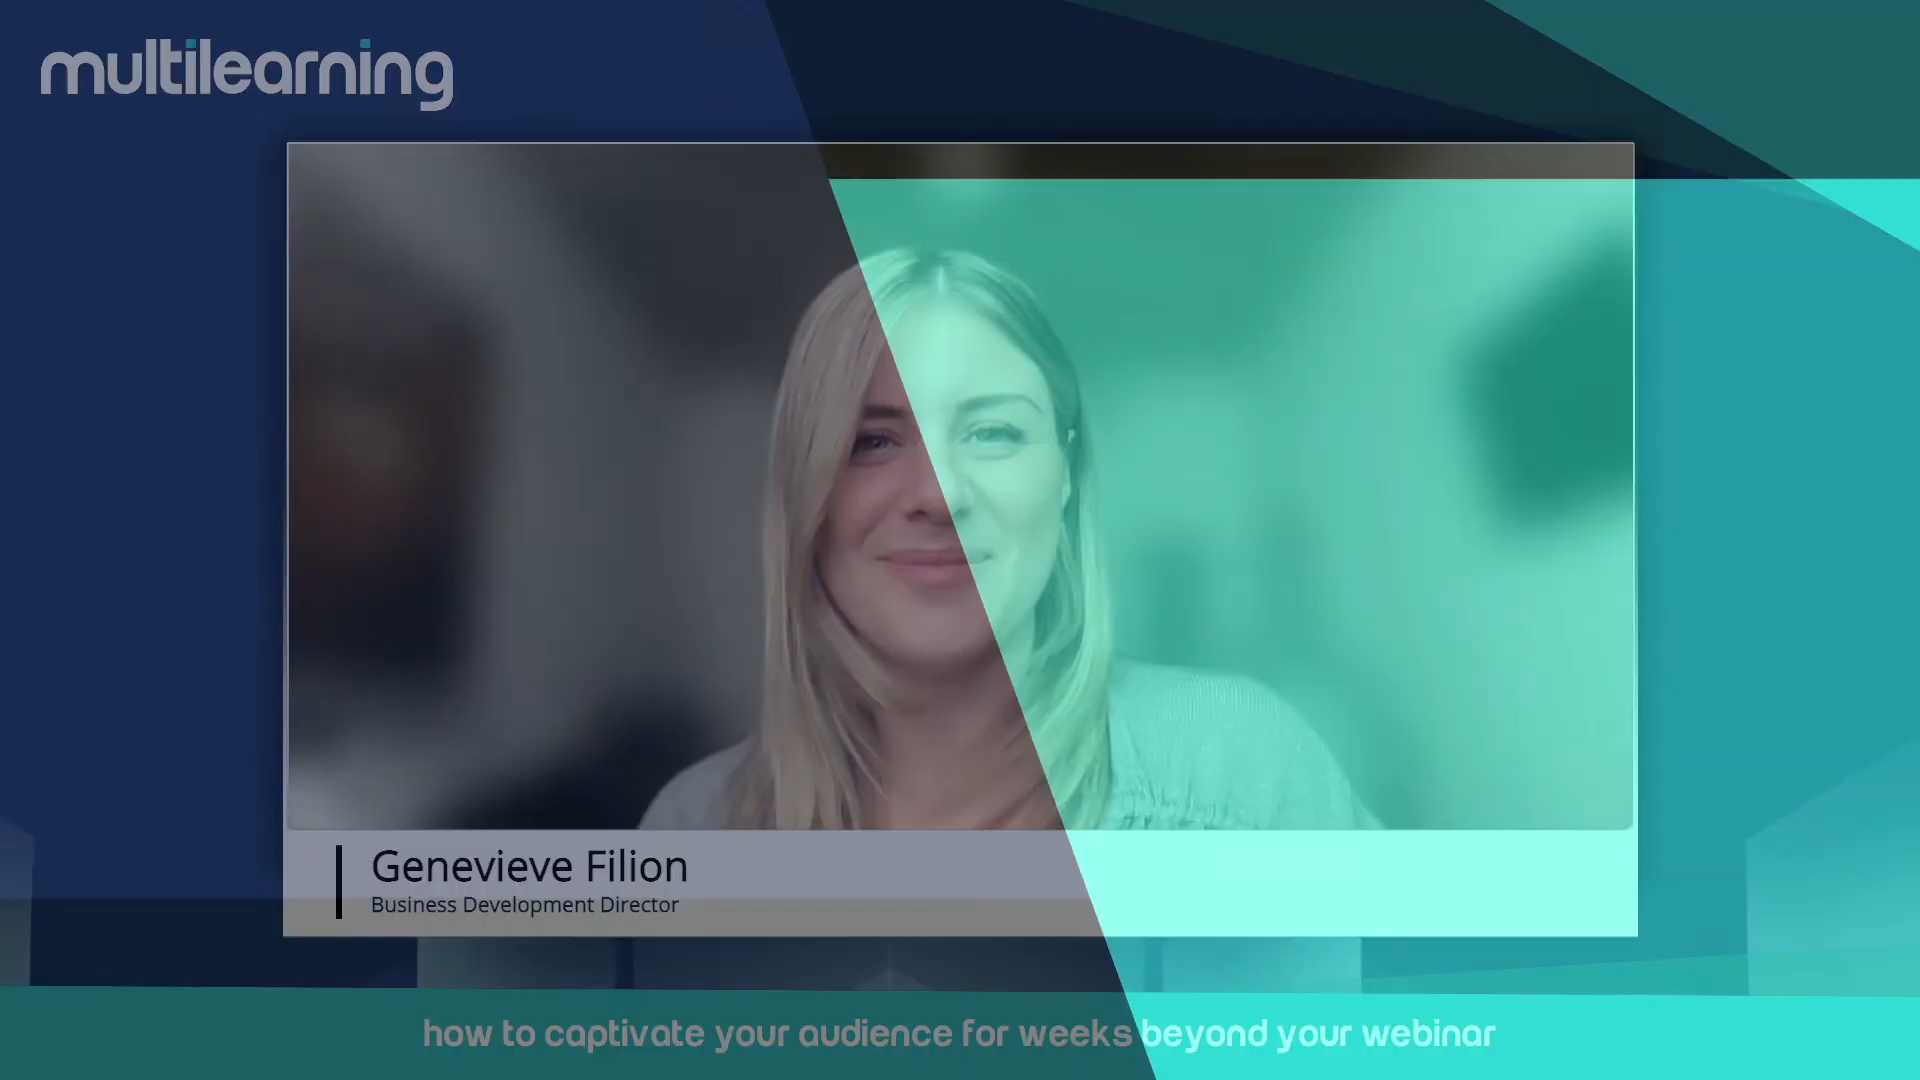 multilearning
Genevieve Filion
Business Development Director
how to captivate your audience for weeks beyond your webinar